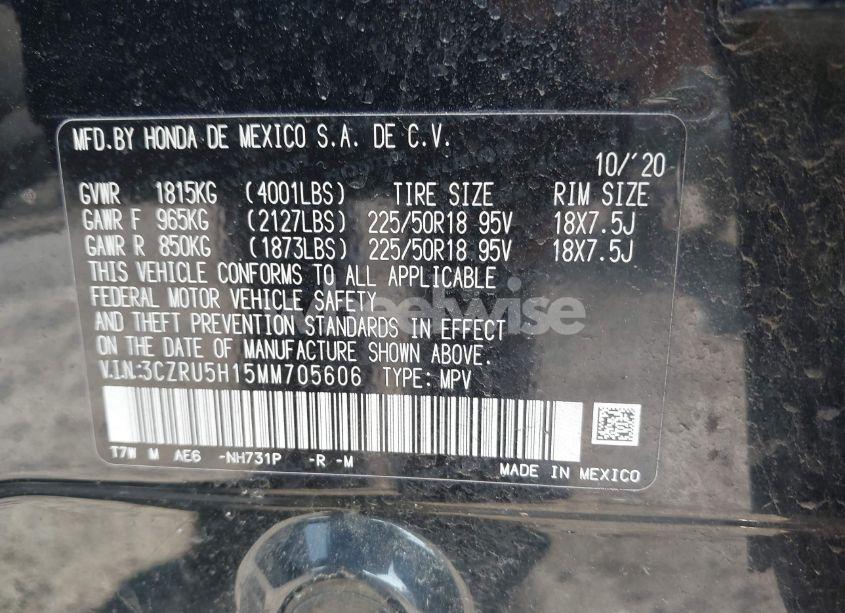 MFD.BY HONDA DE MEXICO S.A. DE C.V.
10/'20
GVWR 1815KG (4001LBS) TIRE SIZE RIM SIZE
GAWR F 965KG (2127LBS) 225/50R18 95V 18X7.5J
GAWR R 850KG (1873LBS) 225/50R18 95V 18X7.5J
THIS VEHICLE CONFORMS TO ALL APPLICABLE
FEDERAL MOTOR VEHICLE SAFETY
AND THEFT PREVENTION STANDARDS IN EFFECT
ON THE DATE OF MANUFACTURE SHOWN ABOVE.
V.I.N:3CZRU5H15MM705606 TYPE: MPV
T7W M AE6 -NH731P -R -M
MADE IN MEXICO